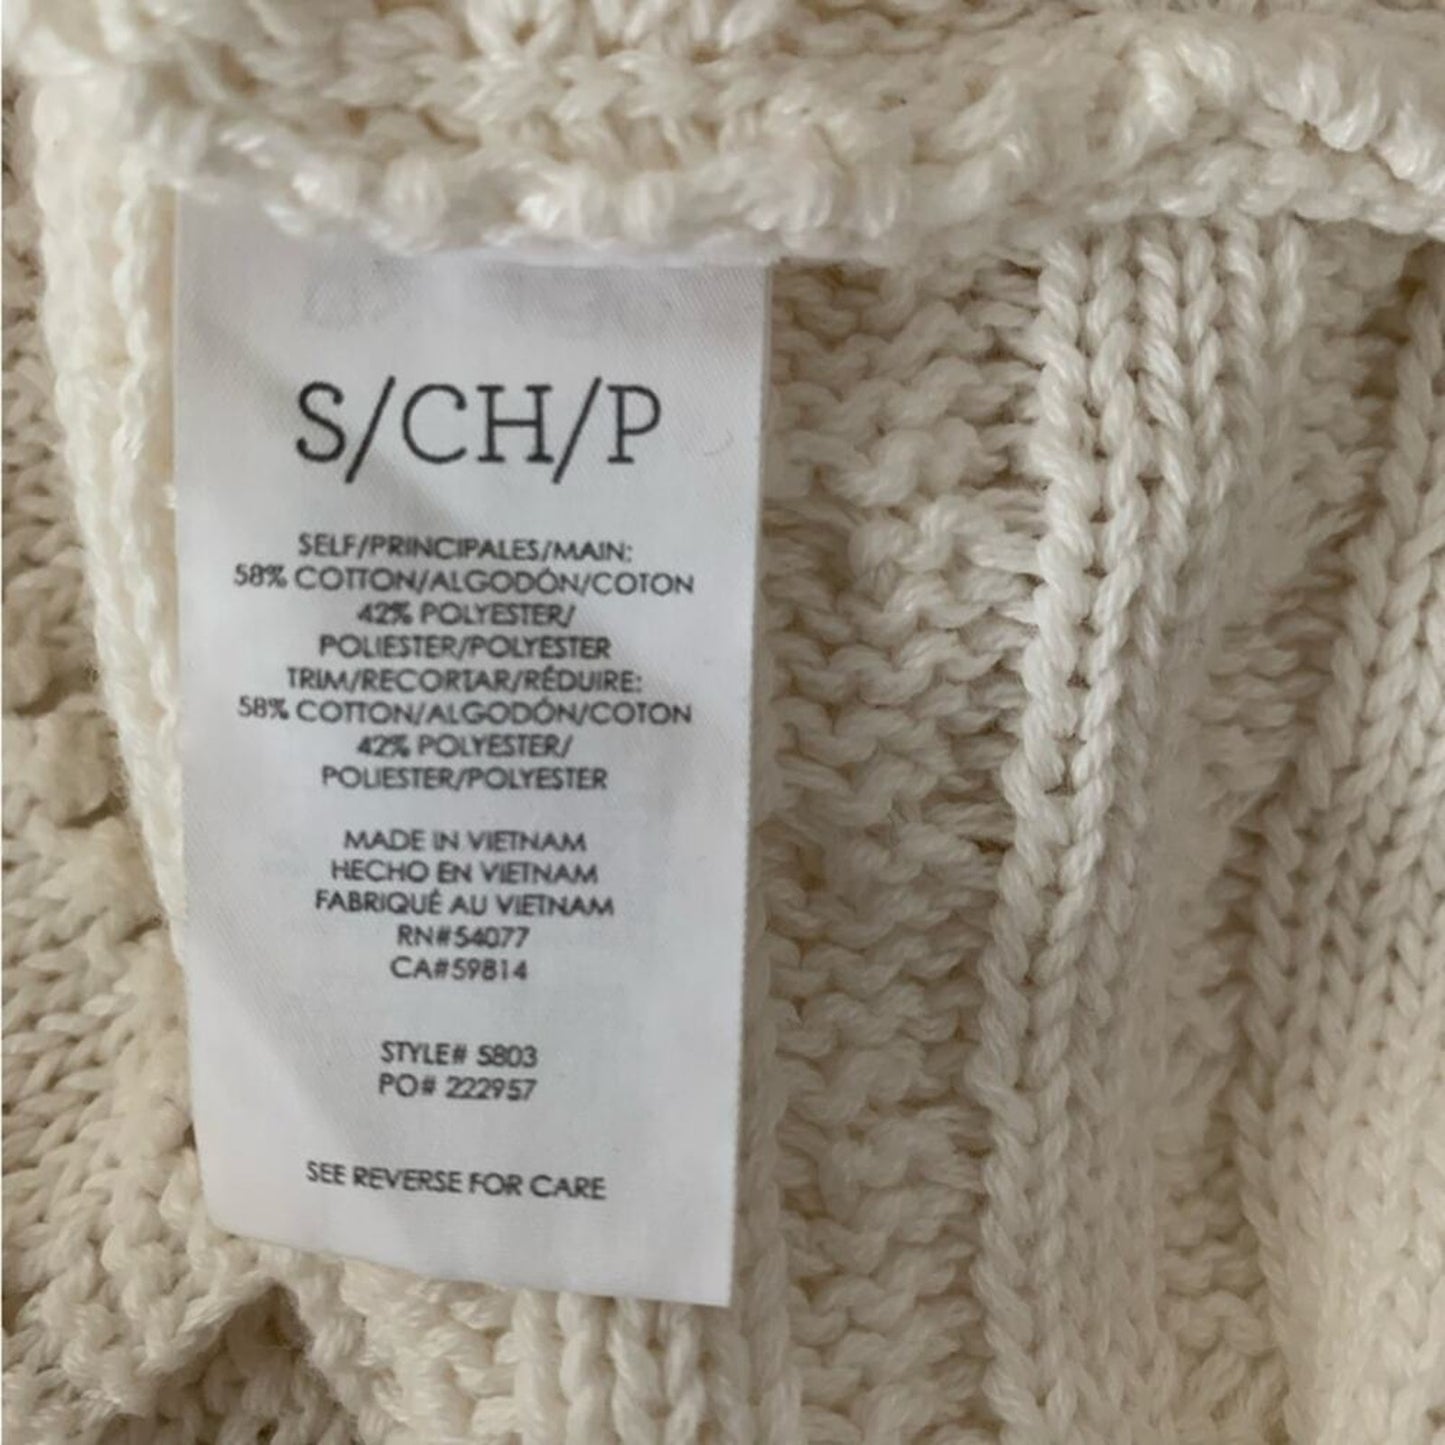 S/CH/P
SELF/PRINCIPALES/MAIN:
58% COTTON/ALGODÓN/COTON
42% POLYESTER/
POLIESTER/POLYESTER
TRIM/RECORTAR/RÉDUIRE:
58% COTTON/ALGODÓN/COTON
42% POLYESTER/
POLIESTER/POLYESTER
MADE IN VIETNAM
HECHO EN VIETNAM
FABRIQUÉ AU VIETNAM
RN#54077
CA#59814
STYLE# 5803
PO# 222957
SEE REVERSE FOR CARE